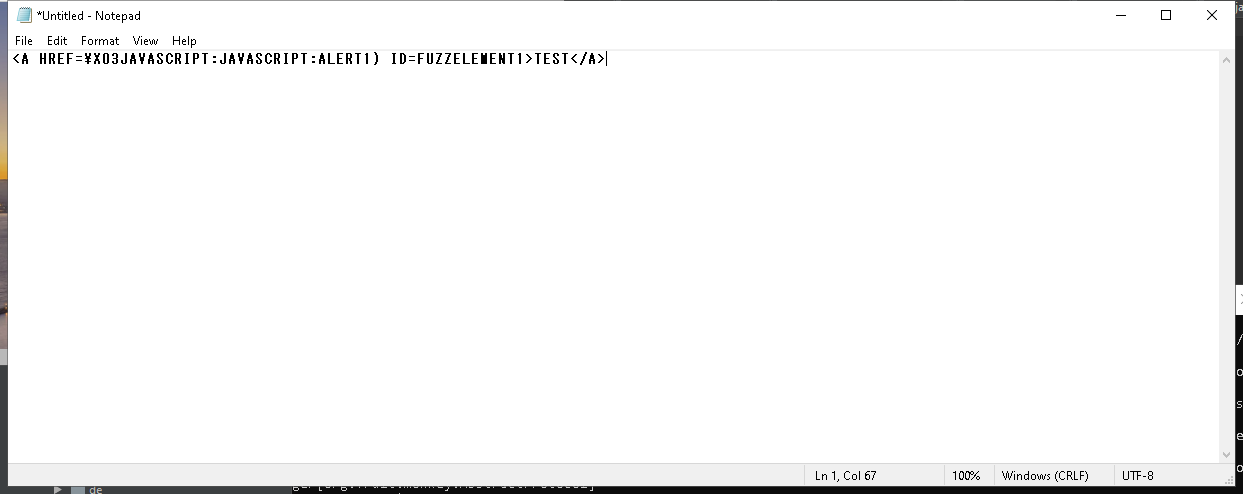 *Untitled - Notepad
File Edit Format View Help
<A HREF=¥X03JAVASCRIPT:JAVASCRIPT:ALERT1) ID=FUZZELEMENT1>TEST</A>
Ln 1, Col 67 100% Windows (CRLF) UTF-8
de